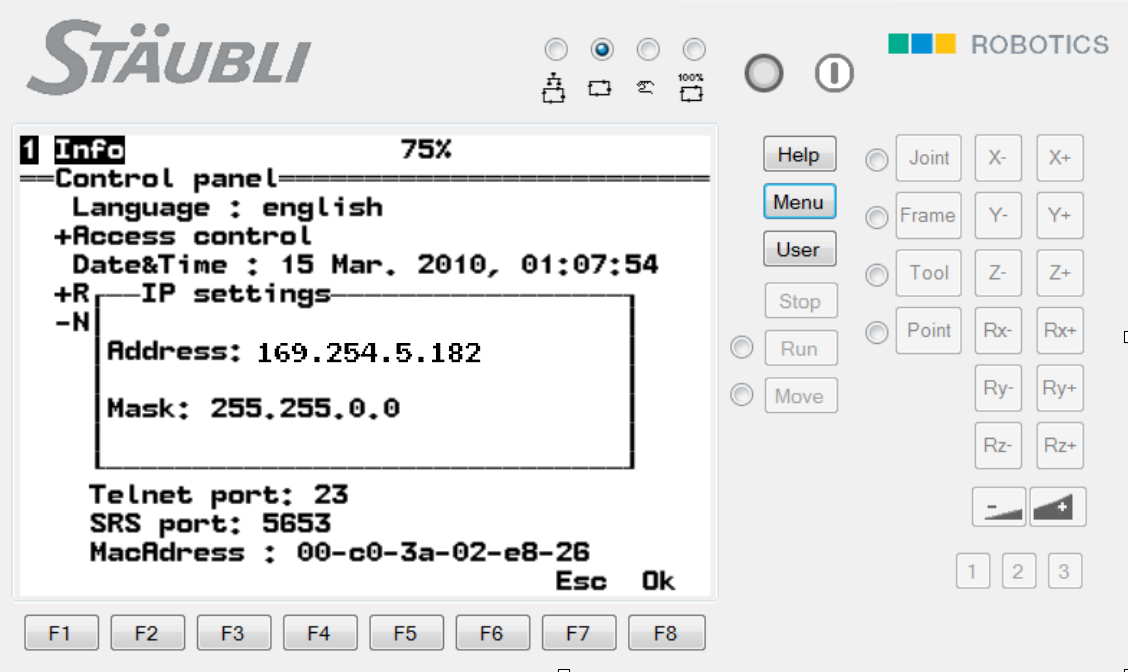 STÄUBLI
ROBOTICS
100%
1 Info 75%
Control panel
Language : english
+Access control
Date&Time : 15 Mar. 2010, 01:07:54
+R IP settings
-N
Address: 169.254.5.182
Mask: 255.255.0.0
Telnet port: 23
SRS port: 5653
MacAdress : 00-c0-3a-02-e8-26
Esc Ok
F1 F2 F3 F4 F5 F6 F7 F8
Help
Menu
User
Stop
Run
Move
Joint X- X+
Frame Y- Y+
Tool Z- Z+
Point Rx- Rx+
Ry- Ry+
Rz- Rz+
- +
1 2 3